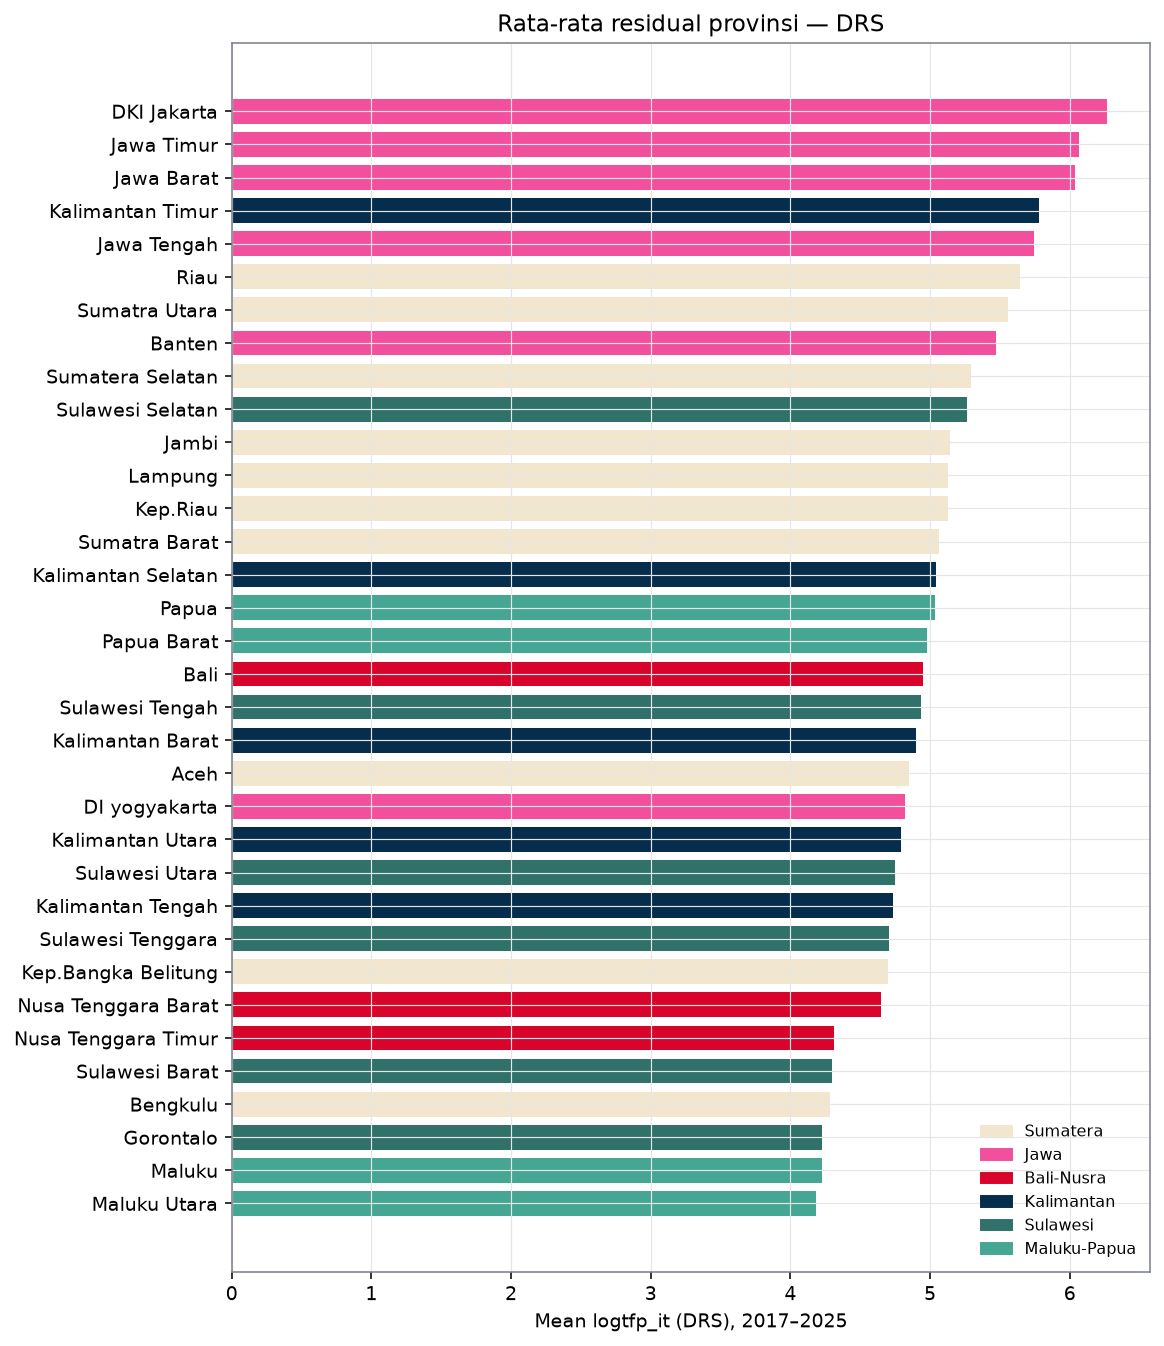 Rata-rata residual provinsi — DRS
DKI Jakarta
Jawa Timur
Jawa Barat
Kalimantan Timur
Jawa Tengah
Riau
Sumatra Utara
Banten
Sumatera Selatan
Sulawesi Selatan
Jambi
Lampung
Kep.Riau
Sumatra Barat
Kalimantan Selatan
Papua
Papua Barat
Bali
Sulawesi Tengah
Kalimantan Barat
Aceh
DI yogyakarta
Kalimantan Utara
Sulawesi Utara
Kalimantan Tengah
Sulawesi Tenggara
Kep.Bangka Belitung
Nusa Tenggara Barat
Nusa Tenggara Timur
Sulawesi Barat
Bengkulu
Gorontalo
Maluku
Maluku Utara
Sumatera
Jawa
Bali-Nusra
Kalimantan
Sulawesi
Maluku-Papua
0 1 2 3 4 5 6
Mean logtfp_it (DRS), 2017–2025